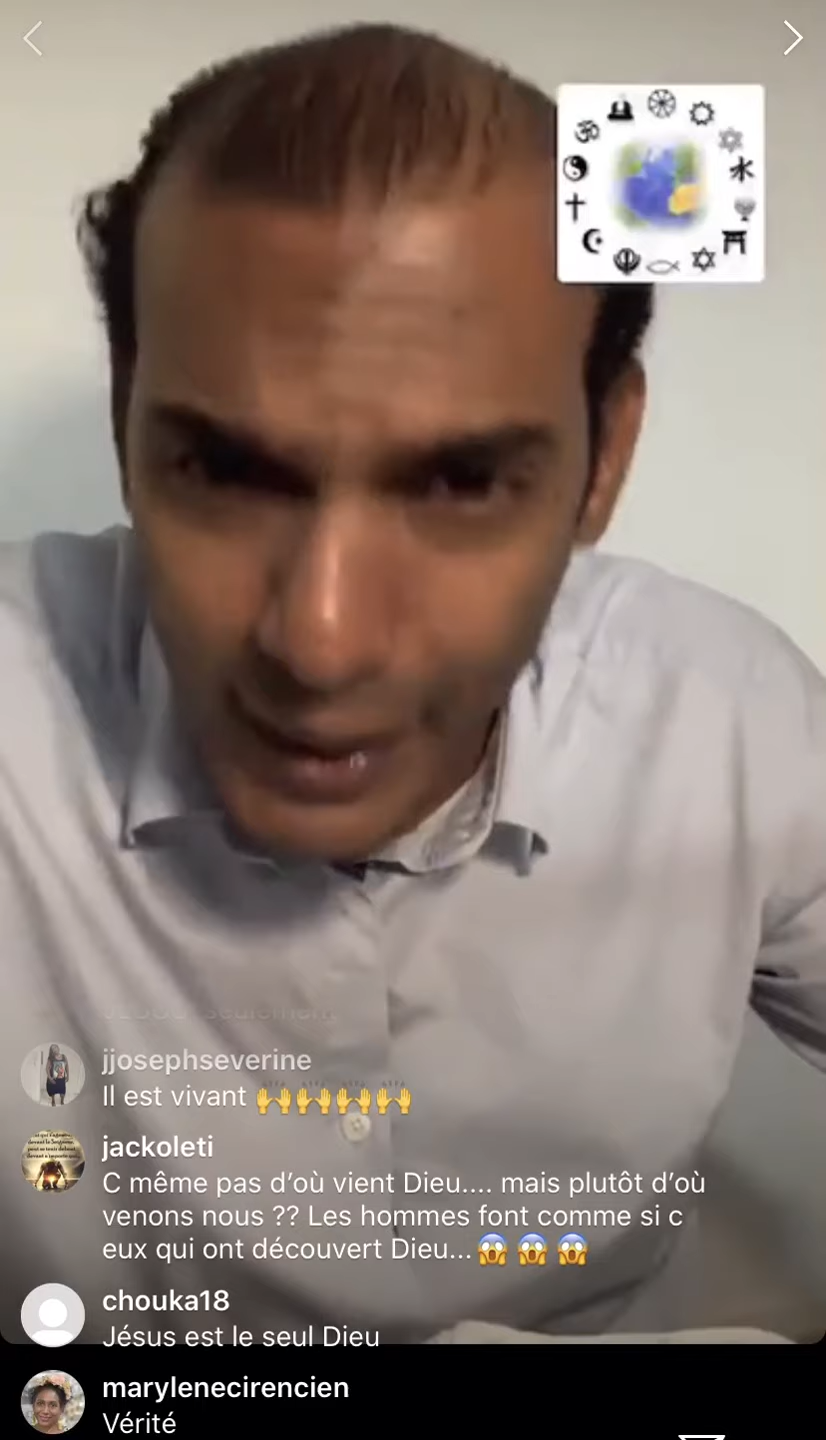 jjosephseverine
Il est vivant 🙌🙌🙌🙌
jackoleti
C même pas d’où vient Dieu.... mais plutôt d’où
venons nous ?? Les hommes font comme si c
eux qui ont découvert Dieu...😱😱😱
chouka18
Jésus est le seul Dieu
marylenecirencien
Vérité